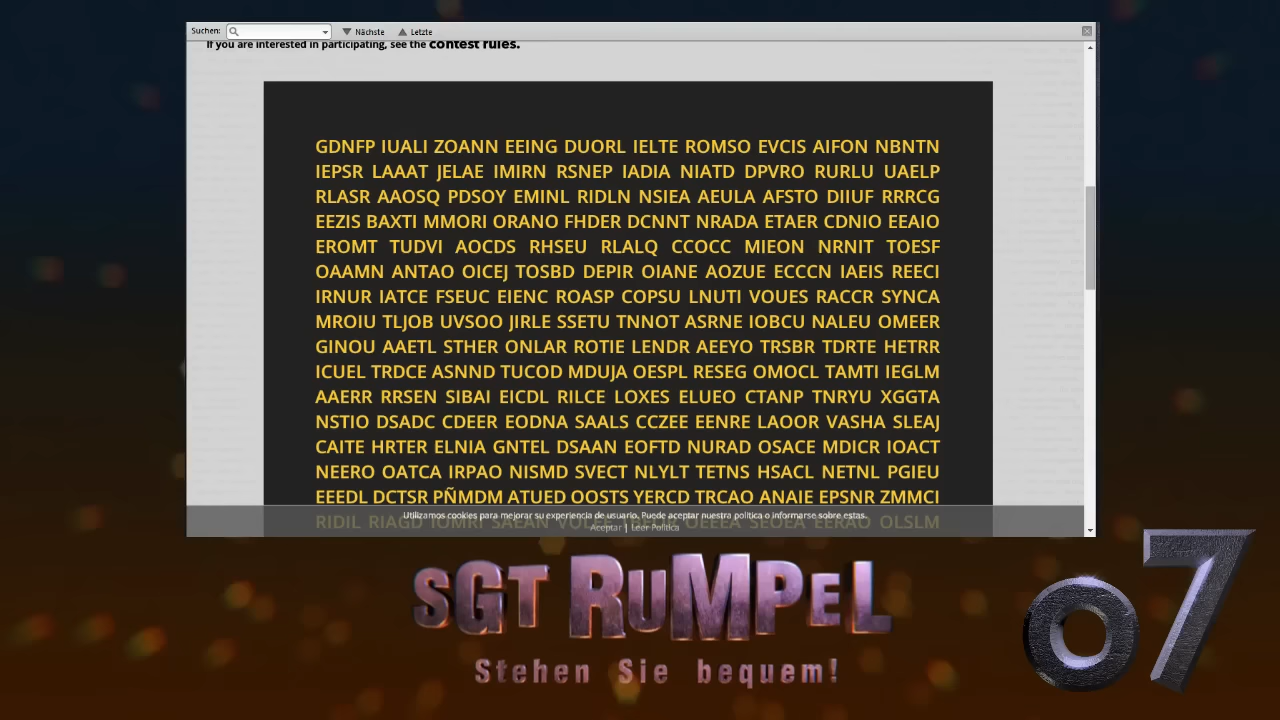 Suchen: Nächste Letzte
If you are interested in participating, see the contest rules.
GDNFP IUALI ZOANN EEING DUORL IELTE ROMSO EVCIS AIFON NBNTN
IEPSR LAAAT JELAE IMIRN RSNEP IADIA NIATD DPVRO RURLU UAELP
RLASR AAOSQ PDSOY EMINL RIDLN NSIEA AEULA AFSTO DIIUF RRRCG
EEZIS BAXTI MMORI ORANO FHDER DCNNT NRADA ETAER CDNIO EEAIO
EROMT TUDVI AOCDS RHSEU RLALQ CCOCC MIEON NRNIT TOESF
OAAMN ANTAO OICEJ TOSBD DEPIR OIANE AOZUE ECCCN IAEIS REECI
IRNUR IATCE FSEUC EIENC ROASP COPSU LNUTI VOUES RACCR SYNCA
MROIU TLJOB UVSOO JIRLE SSETU TNNOT ASRNE IOBCU NALEU OMEER
GINOU AAETL STHER ONLAR ROTIE LENDR AEEYO TRSBR TDRTE HETRR
ICUEL TRDCE ASNND TUCOD MDUJA OESPL RESEG OMOCL TAMTI IEGLM
AAERR RRSEN SIBAI EICDL RILCE LOXES ELUEO CTANP TNRYU XGGTA
NSTIO DSADC CDEER EODNA SAALS CCZEE EENRE LAOOR VASHA SLEAJ
CAITE HRTER ELNIA GNTEL DSAAN EOFTD NURAD OSACE MDICR IOACT
NEERO OATCA IRPAO NISMD SVECT NLYLT TETNS HSACL NETNL PGIEU
EEEDL DCTSR PÑMDM ATUED OOSTS YERCD TRCAO ANAIE EPSNR ZMMCI
RIDIL RIAGD IOMRI SAEAN OEEEA SEOEA EERAO OLSLM
Utilizamos cookies para mejorar su experiencia de usuario. Puede aceptar nuestra política o informarse sobre estas.
Aceptar | Leer Política
SGT RUMPEL
Stehen Sie bequem!
07